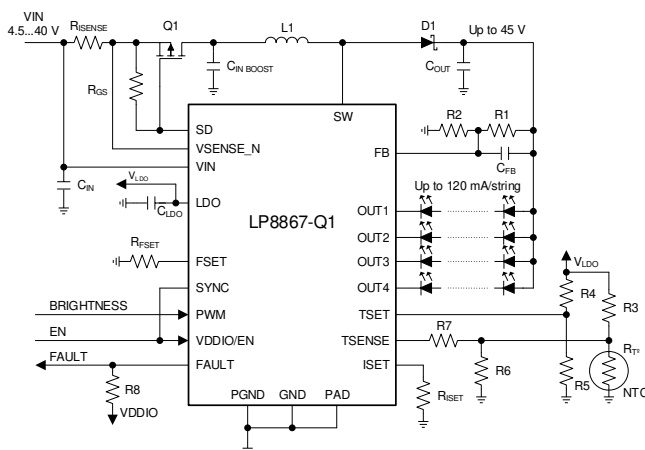 VIN
4.5...40 V
RISENSE
Q1
L1
D1
Up to 45 V
RGS
CIN BOOST
COUT
SD
VSENSE_N
VIN
LDO
SW
R2
R1
FB
CFB
CIN
VLDO
CLDO
LP8867-Q1
Up to 120 mA/string
OUT1
OUT2
OUT3
OUT4
RFSET
FSET
SYNC
VLDO
R4
R3
BRIGHTNESS
PWM
TSET
EN
VDDIO/EN
TSENSE
R7
RT°
FAULT
FAULT
ISET
R6
R5
NTC
R8
VDDIO
RISET
PGND
GND
PAD